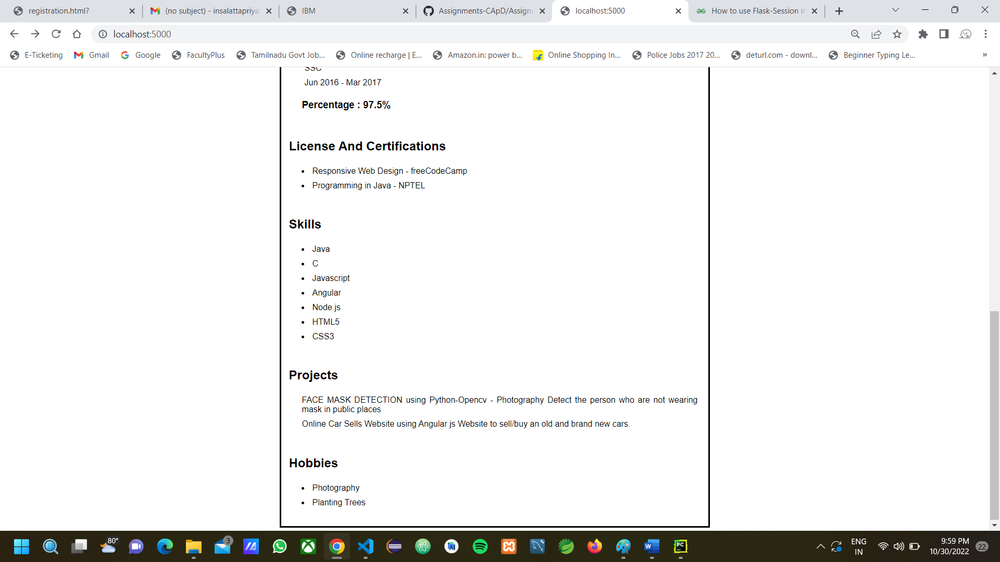 registration.html?
(no subject) - insalattapriya
IBM
Assignments-CApD/Assignm
localhost:5000
How to use Flask-Session in
localhost:5000
E-Ticketing
Gmail
Google
FacultyPlus
Tamilnadu Govt Job...
Online recharge | E...
Amazon.in: power b...
Online Shopping In...
Police Jobs 2017 20...
deturl.com - downl...
Beginner Typing Le...
»
SSC
Jun 2016 - Mar 2017
Percentage : 97.5%
License And Certifications
• Responsive Web Design - freeCodeCamp
• Programming in Java - NPTEL
Skills
• Java
• C
• Javascript
• Angular
• Node.js
• HTML5
• CSS3
Projects
FACE MASK DETECTION using Python-Opencv - Photography Detect the person who are not wearing
mask in public places
Online Car Sells Website using Angular js Website to sell/buy an old and brand new cars.
Hobbies
• Photography
• Planting Trees
80°
3
PC
ENG
IN
9:59 PM
10/30/2022
22